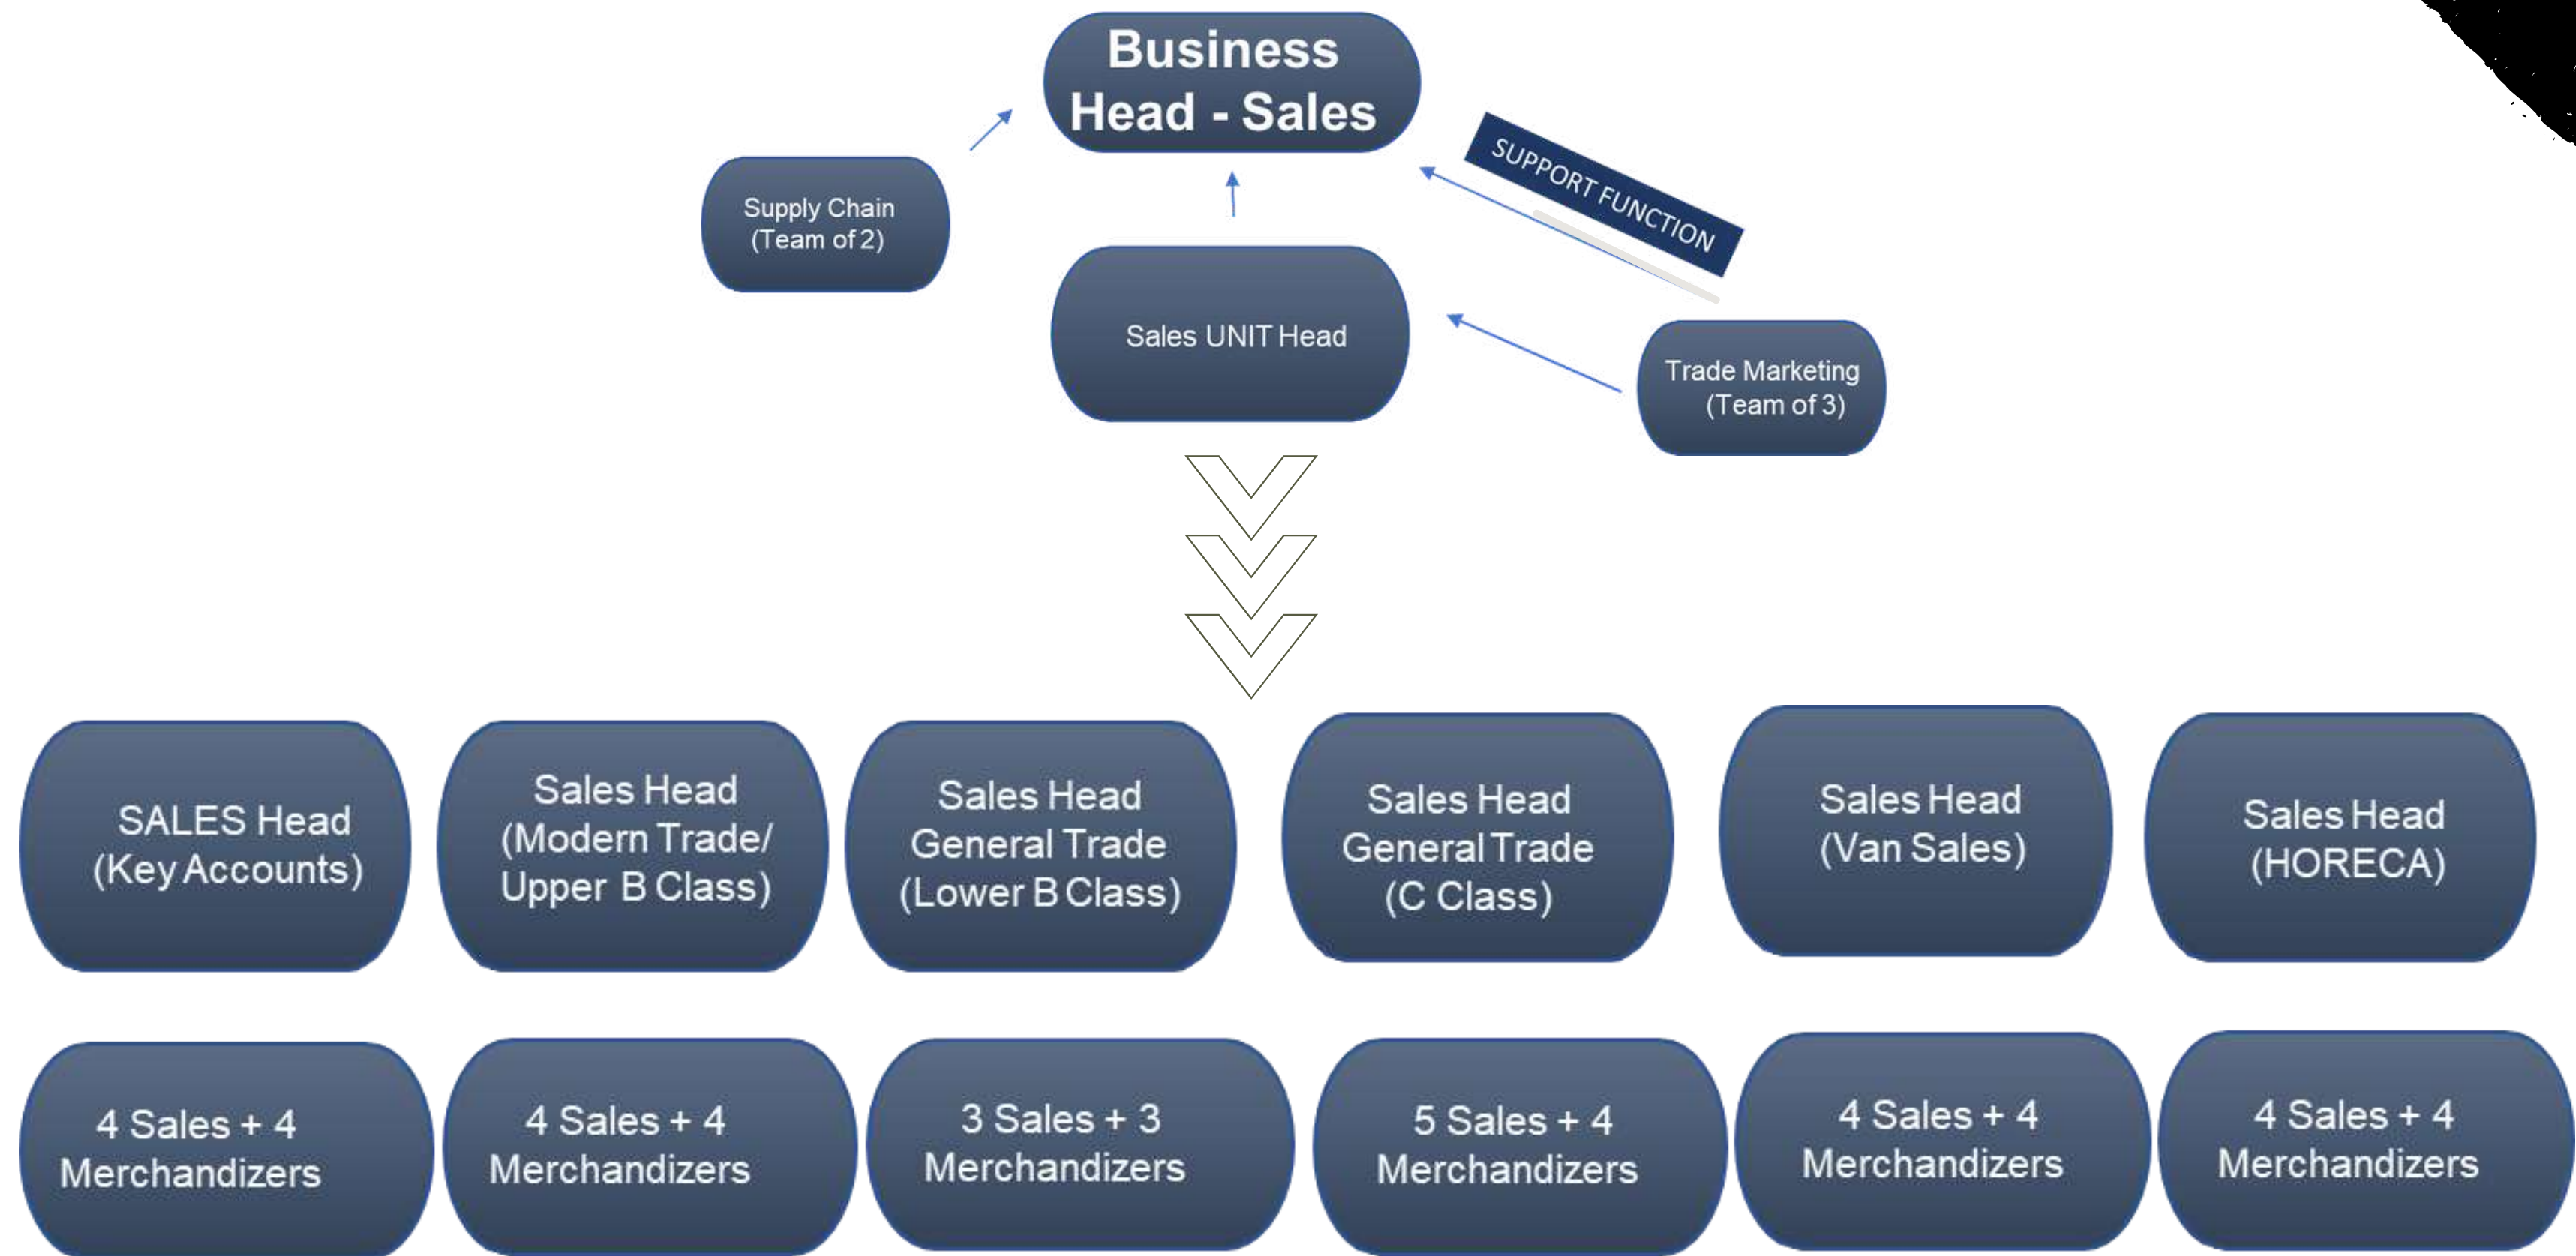 Business
Head - Sales
SUPPORT FUNCTION
Supply Chain
(Team of 2)
Sales UNIT Head
Trade Marketing
(Team of 3)
SALES Head
(Key Accounts)
Sales Head
(Modern Trade/
Upper B Class)
Sales Head
General Trade
(Lower B Class)
Sales Head
General Trade
(C Class)
Sales Head
(Van Sales)
Sales Head
(HORECA)
4 Sales + 4
Merchandizers
4 Sales + 4
Merchandizers
3 Sales + 3
Merchandizers
5 Sales + 4
Merchandizers
4 Sales + 4
Merchandizers
4 Sales + 4
Merchandizers